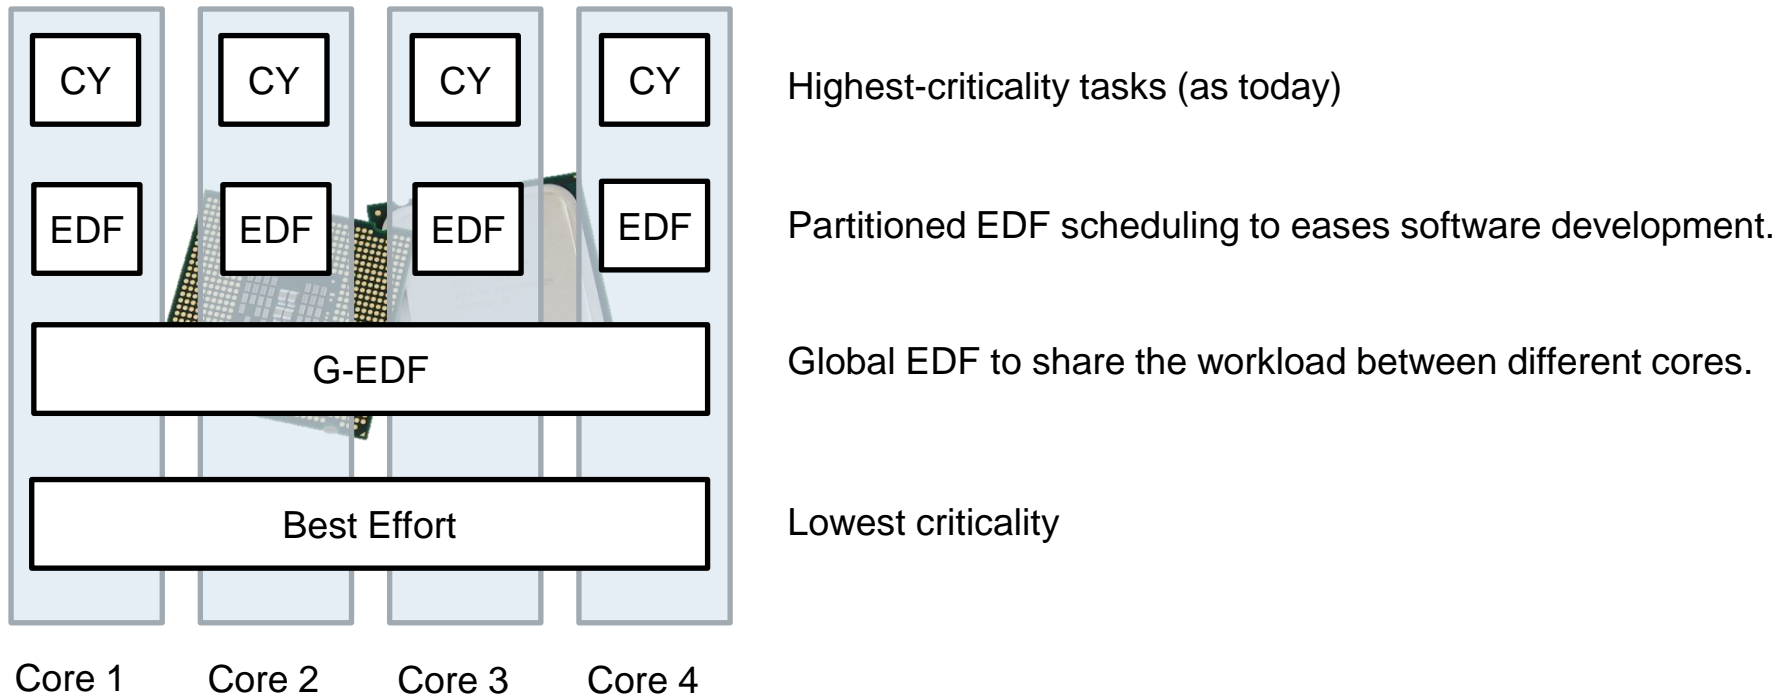 CY CY CY CY Highest-criticality tasks (as today)
EDF EDF EDF EDF Partitioned EDF scheduling to eases software development.
G-EDF Global EDF to share the workload between different cores.
Best Effort Lowest criticality
Core 1 Core 2 Core 3 Core 4